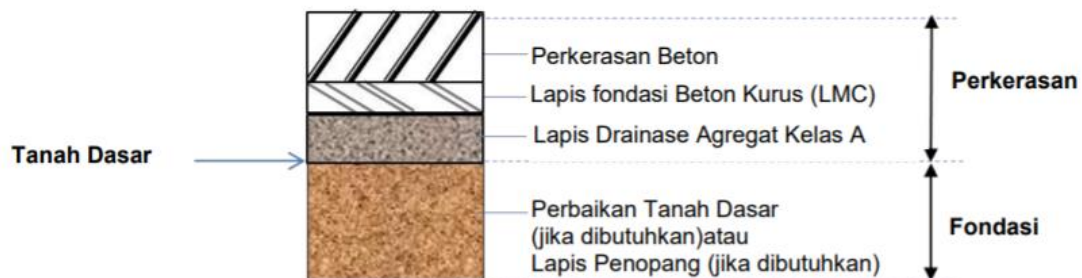 Perkerasan Beton
Lapis fondasi Beton Kurus (LMC)
Lapis Drainase Agregat Kelas A
Perkerasan
Tanah Dasar
Perbaikan Tanah Dasar
(jika dibutuhkan)atau
Lapis Penopang (jika dibutuhkan)
Fondasi